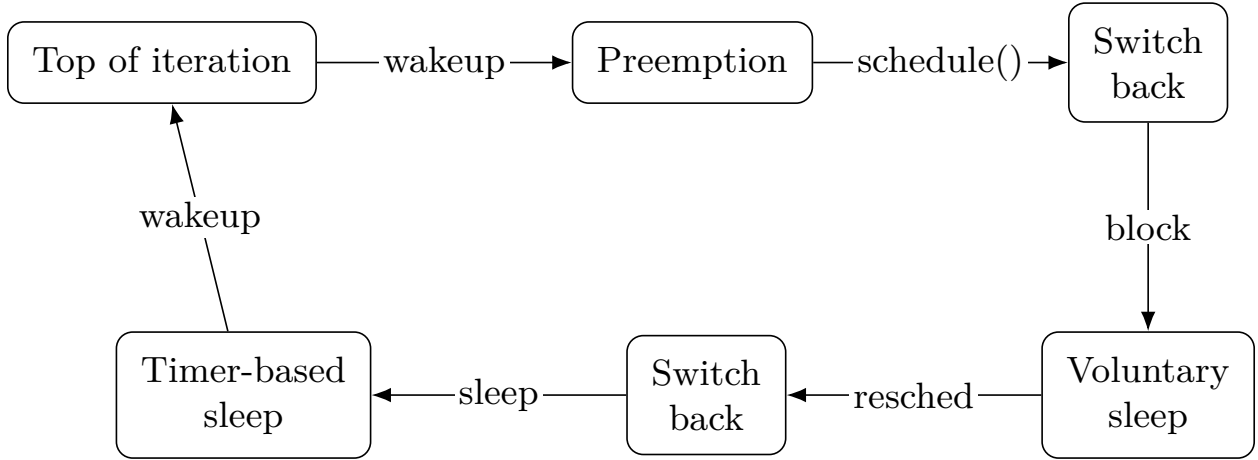 Top of iteration
wakeup
Preemption
schedule()
Switch
back
block
Voluntary
sleep
resched
Switch
back
sleep
Timer-based
sleep
wakeup